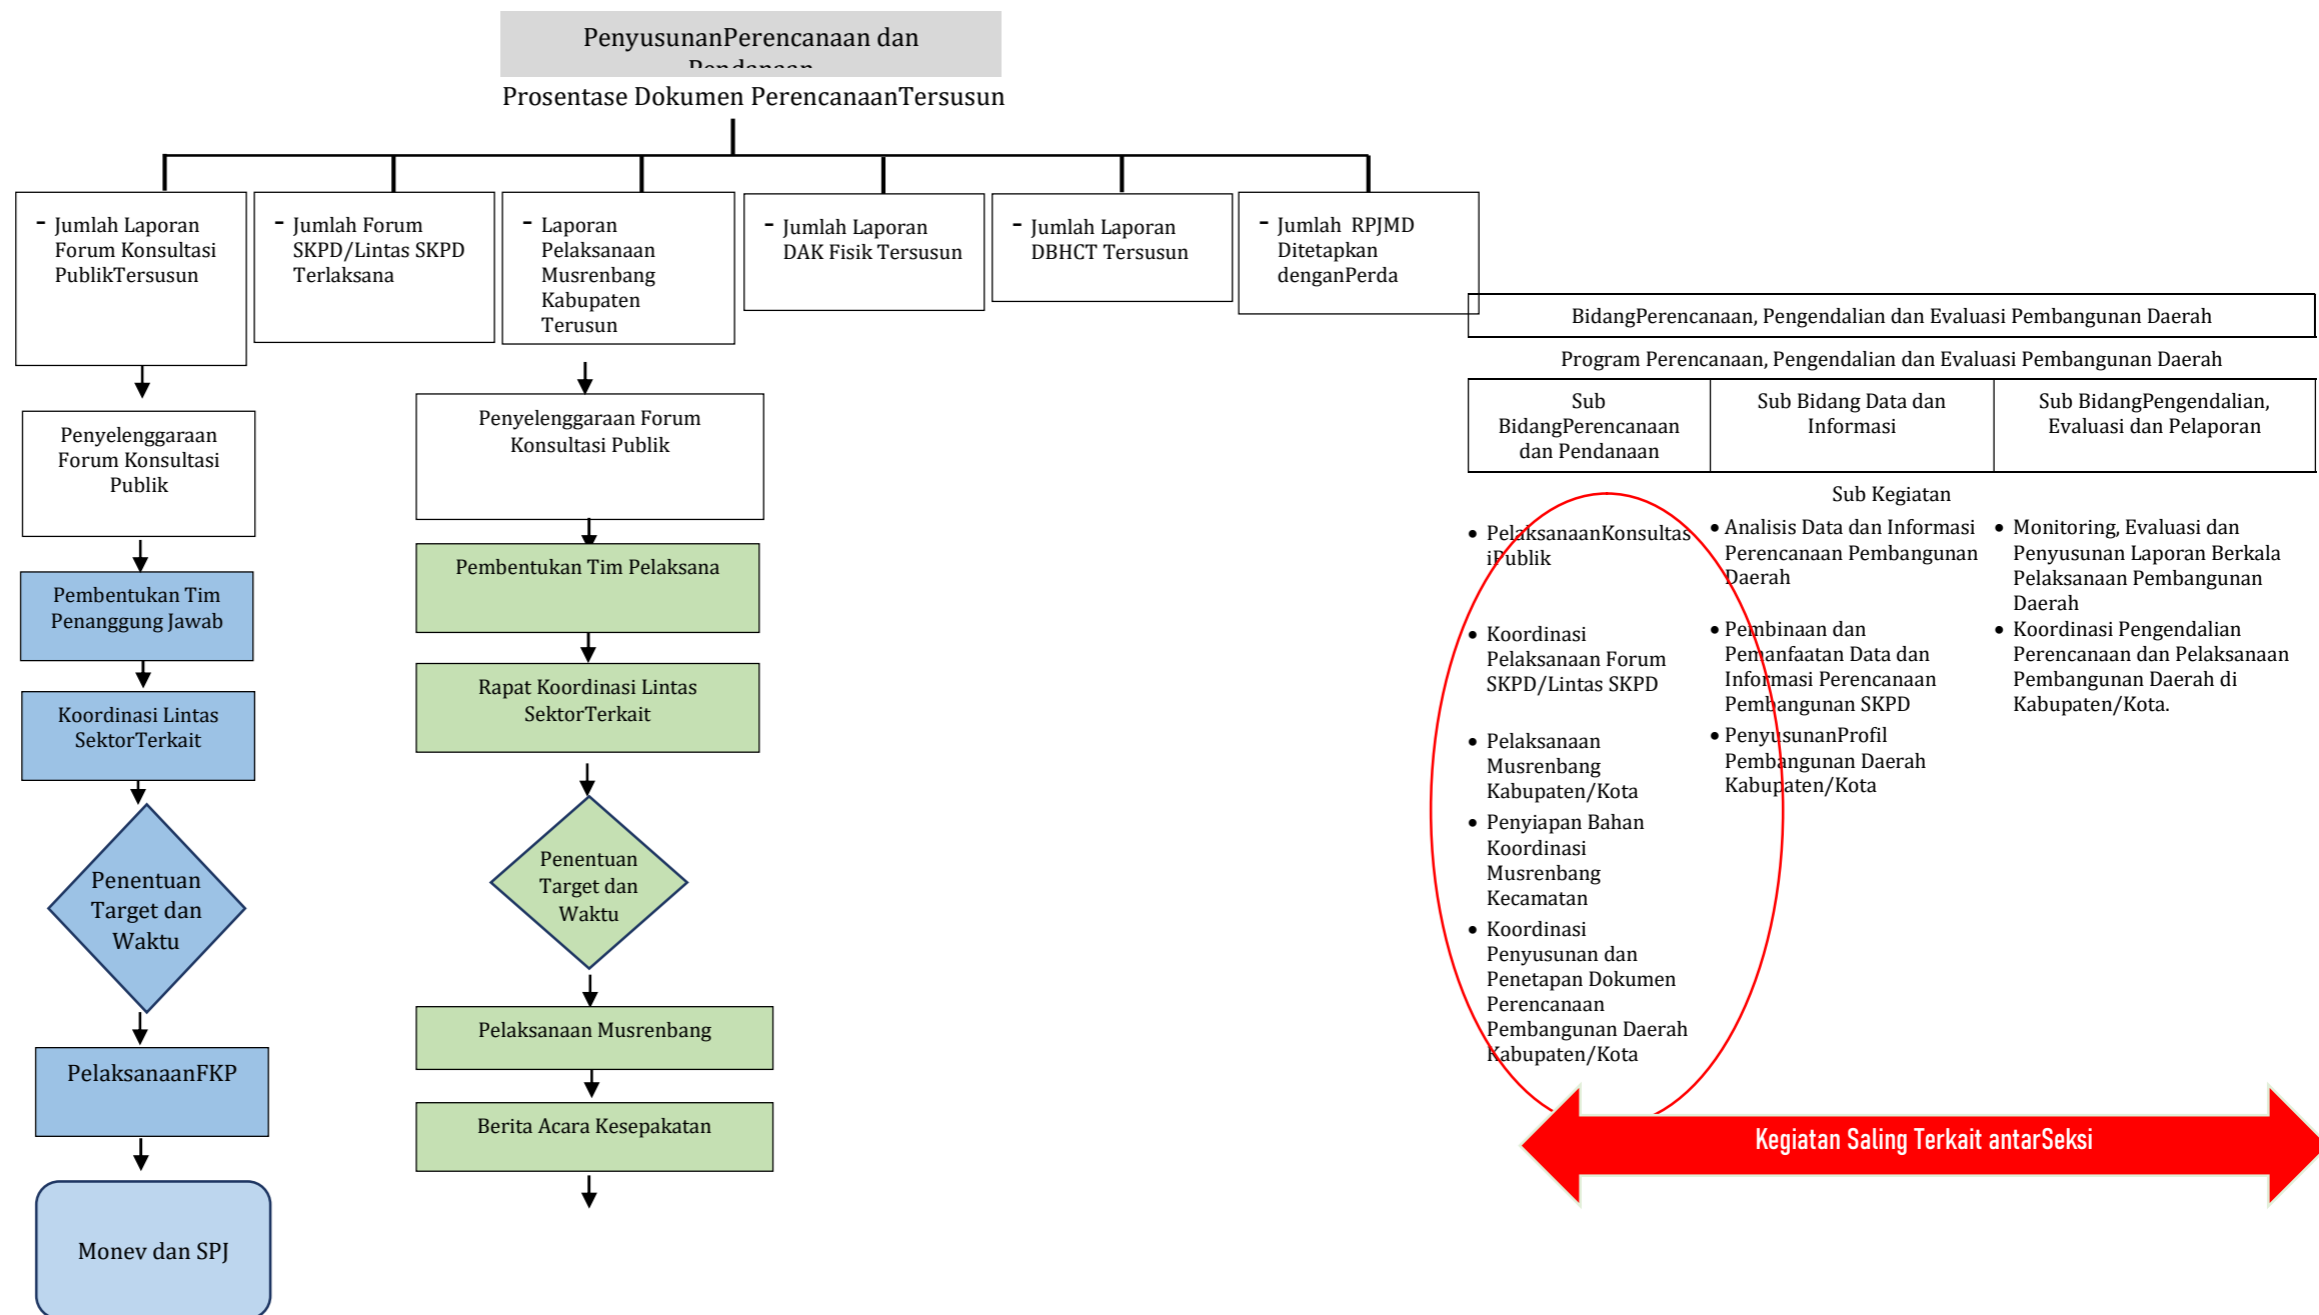 PenyusunanPerencanaan dan
Pendanaan
Prosentase Dokumen PerencanaanTersusun
- Jumlah Laporan
Forum Konsultasi
PublikTersusun
- Jumlah Forum
SKPD/Lintas SKPD
Terlaksana
- Laporan
Pelaksanaan
Musrenbang
Kabupaten
Terusun
- Jumlah Laporan
DAK Fisik Tersusun
- Jumlah Laporan
DBHCT Tersusun
- Jumlah RPJMD
Ditetapkan
denganPerda
Penyelenggaraan
Forum Konsultasi
Publik
Pembentukan Tim
Penanggung Jawab
Koordinasi Lintas
SektorTerkait
Penentuan
Target dan
Waktu
PelaksanaanFKP
Monev dan SPJ
Penyelenggaraan Forum
Konsultasi Publik
Pembentukan Tim Pelaksana
Rapat Koordinasi Lintas
SektorTerkait
Penentuan
Target dan
Waktu
Pelaksanaan Musrenbang
Berita Acara Kesepakatan
BidangPerencanaan, Pengendalian dan Evaluasi Pembangunan Daerah
Program Perencanaan, Pengendalian dan Evaluasi Pembangunan Daerah
Sub
BidangPerencanaan
dan Pendanaan
Sub Bidang Data dan
Informasi
Sub BidangPengendalian,
Evaluasi dan Pelaporan
Sub Kegiatan
• PelaksanaanKonsultas
iPublik
• Koordinasi
Pelaksanaan Forum
SKPD/Lintas SKPD
• Pelaksanaan
Musrenbang
Kabupaten/Kota
• Penyiapan Bahan
Koordinasi
Musrenbang
Kecamatan
• Koordinasi
Penyusunan dan
Penetapan Dokumen
Perencanaan
Pembangunan Daerah
Kabupaten/Kota
• Analisis Data dan Informasi
Perencanaan Pembangunan
Daerah
• Pembinaan dan
Pemanfaatan Data dan
Informasi Perencanaan
Pembangunan SKPD
• PenyusunanProfil
Pembangunan Daerah
Kabupaten/Kota
• Monitoring, Evaluasi dan
Penyusunan Laporan Berkala
Pelaksanaan Pembangunan
Daerah
• Koordinasi Pengendalian
Perencanaan dan Pelaksanaan
Pembangunan Daerah di
Kabupaten/Kota.
Kegiatan Saling Terkait antarSeksi